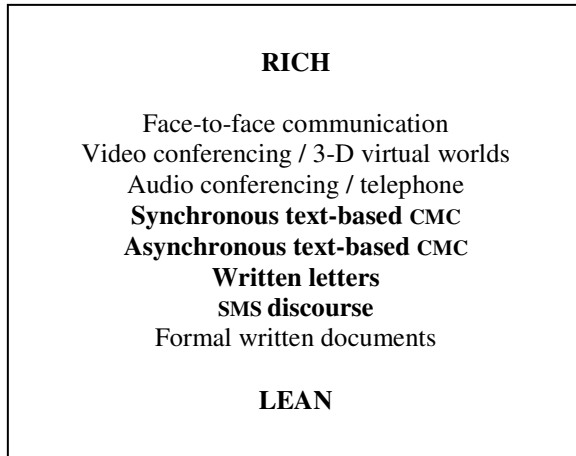 RICH
Face-to-face communication
Video conferencing / 3-D virtual worlds
Audio conferencing / telephone
Synchronous text-based CMC
Asynchronous text-based CMC
Written letters
SMS discourse
Formal written documents
LEAN